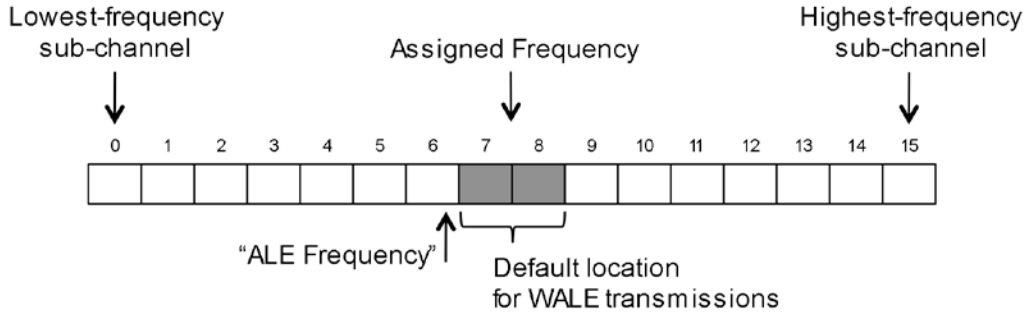 Lowest-frequency
sub-channel
Assigned Frequency
Highest-frequency
sub-channel
0 1 2 3 4 5 6 7 8 9 10 11 12 13 14 15
“ALE Frequency”
Default location
for WALE transmissions